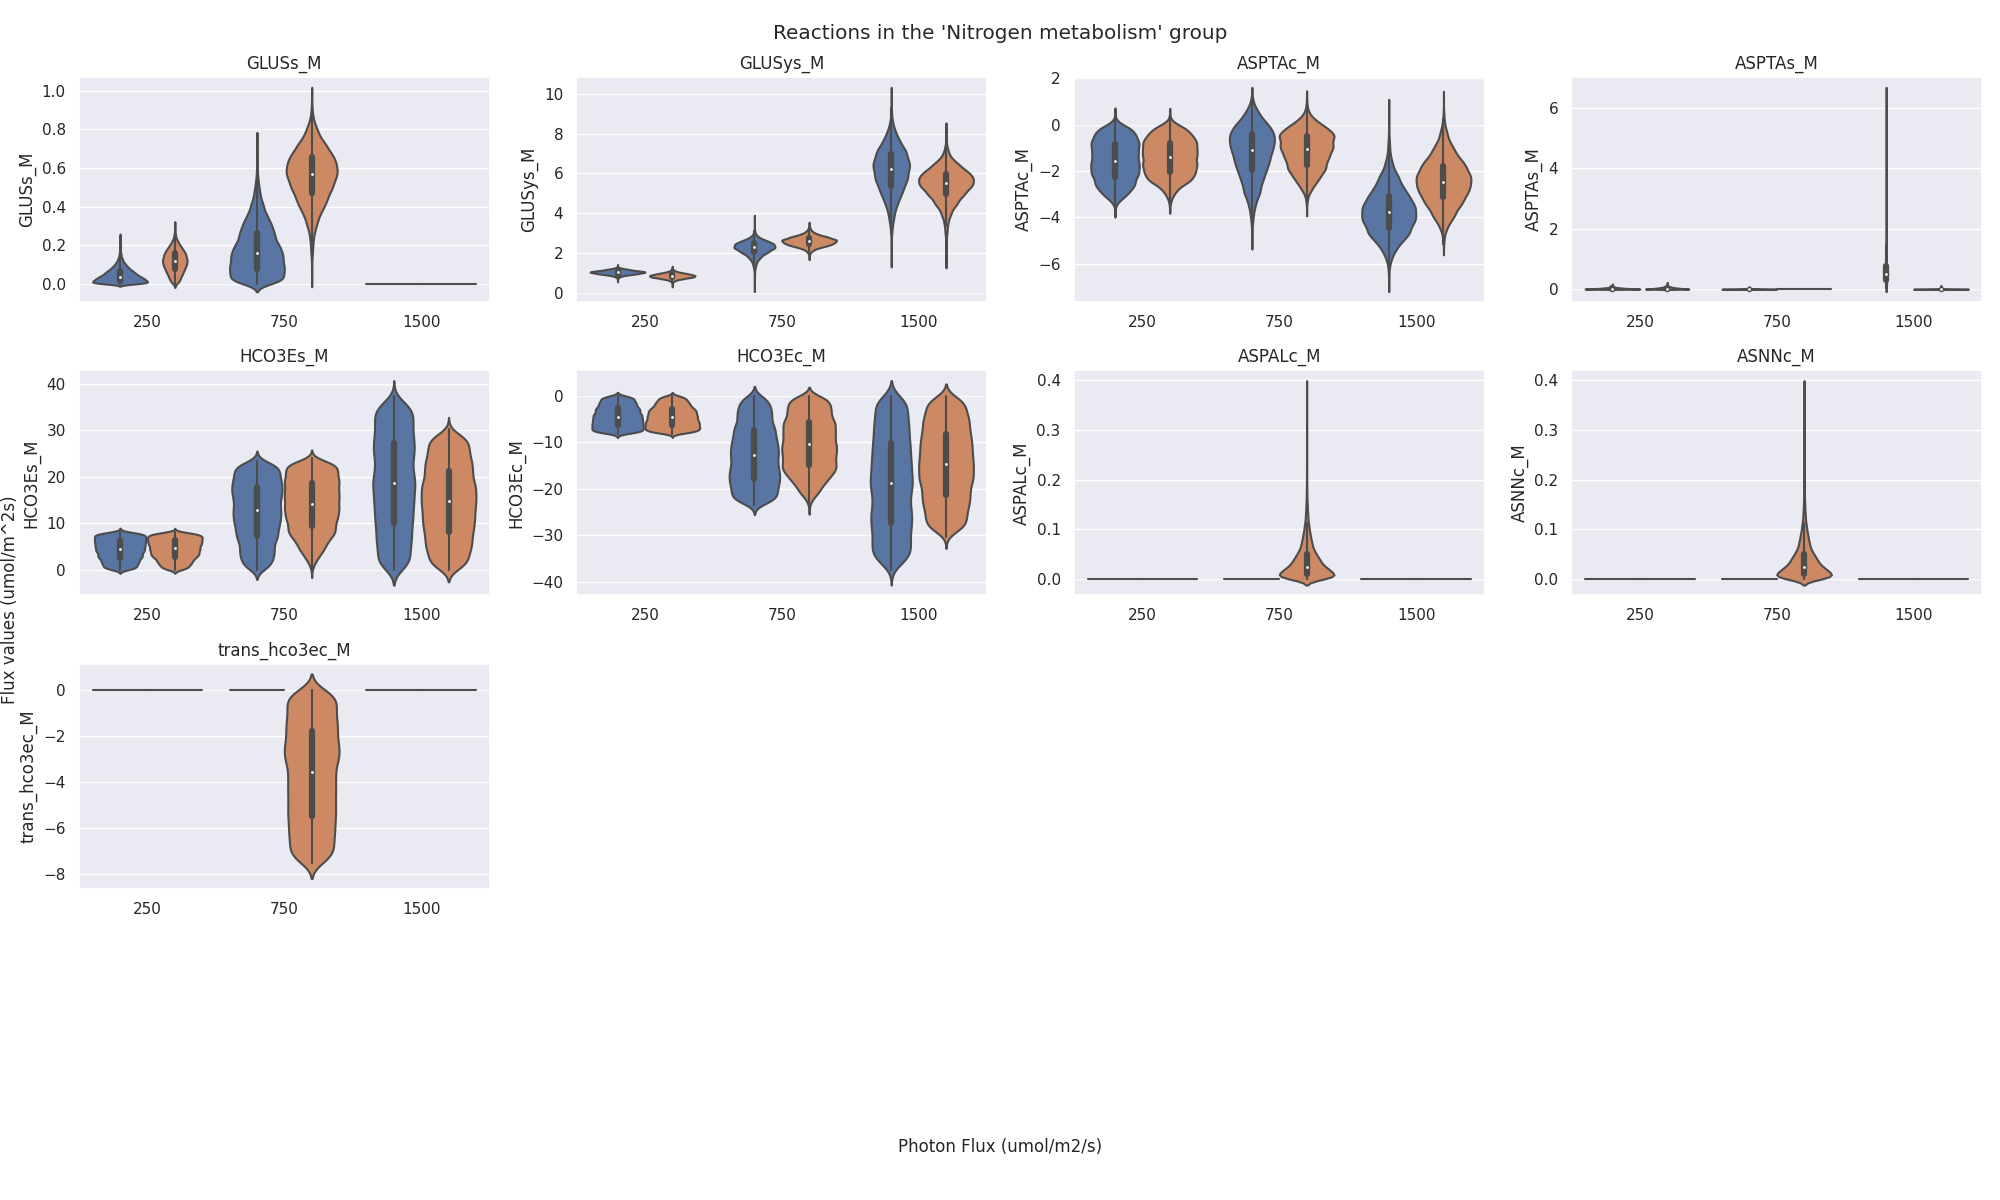 Reactions in the 'Nitrogen metabolism' group
GLUSs_M
GLUSs_M
1.0
0.8
0.6
0.4
0.2
0.0
250 750 1500
GLUSys_M
GLUSys_M
10
8
6
4
2
0
250 750 1500
ASPTAc_M
ASPTAc_M
2
0
−2
−4
−6
250 750 1500
ASPTAs_M
ASPTAs_M
6
4
2
0
250 750 1500
HCO3Es_M
HCO3Es_M
40
30
20
10
0
250 750 1500
HCO3Ec_M
HCO3Ec_M
0
−10
−20
−30
−40
250 750 1500
ASPALc_M
ASPALc_M
0.4
0.3
0.2
0.1
0.0
250 750 1500
ASNNc_M
ASNNc_M
0.4
0.3
0.2
0.1
0.0
250 750 1500
trans_hco3ec_M
trans_hco3ec_M
0
−2
−4
−6
−8
250 750 1500
Flux values (umol/m^2s)
Photon Flux (umol/m2/s)